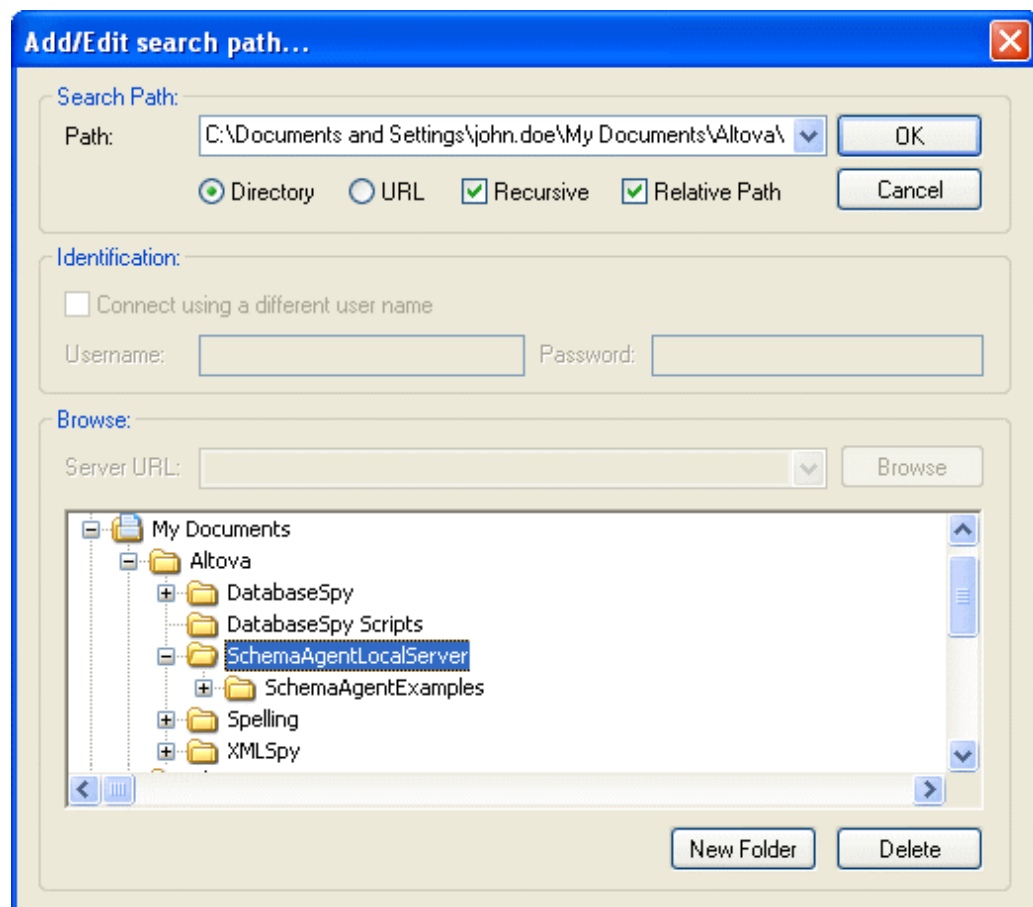 Add/Edit search path...
Search Path:
Path: C:\Documents and Settings\john.doe\My Documents\Altova\ OK
Directory URL Recursive Relative Path Cancel
Identification:
Connect using a different user name
Username: Password:
Browse:
Server URL: Browse
My Documents
Altova
DatabaseSpy
DatabaseSpy Scripts
SchemaAgentLocalServer
SchemaAgentExamples
Spelling
XMLSpy
New Folder Delete